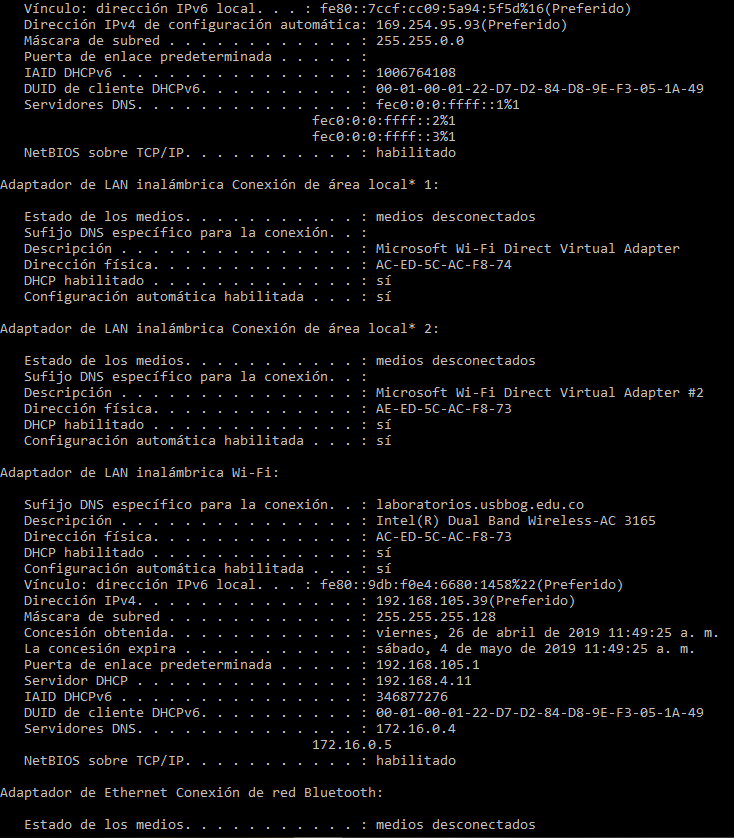 Vínculo: dirección IPv6 local. . . : fe80::7ccf:cc09:5a94:5f5d%16(Preferido)
   Dirección IPv4 de configuración automática: 169.254.95.93(Preferido)
   Máscara de subred . . . . . . . . . . . . : 255.255.0.0
   Puerta de enlace predeterminada . . . . . :
   IAID DHCPv6 . . . . . . . . . . . . . . . : 1006764108
   DUID de cliente DHCPv6. . . . . . . . . . : 00-01-00-01-22-D7-D2-84-D8-9E-F3-05-1A-49
   Servidores DNS. . . . . . . . . . . . . . : fec0:0:0:ffff::1%1
                                       fec0:0:0:ffff::2%1
                                       fec0:0:0:ffff::3%1
   NetBIOS sobre TCP/IP. . . . . . . . . . . : habilitado

Adaptador de LAN inalámbrica Conexión de área local* 1:

   Estado de los medios. . . . . . . . . . . : medios desconectados
   Sufijo DNS específico para la conexión. . :
   Descripción . . . . . . . . . . . . . . . : Microsoft Wi-Fi Direct Virtual Adapter
   Dirección física. . . . . . . . . . . . . : AC-ED-5C-AC-F8-74
   DHCP habilitado . . . . . . . . . . . . . : sí
   Configuración automática habilitada . . . : sí

Adaptador de LAN inalámbrica Conexión de área local* 2:

   Estado de los medios. . . . . . . . . . . : medios desconectados
   Sufijo DNS específico para la conexión. . :
   Descripción . . . . . . . . . . . . . . . : Microsoft Wi-Fi Direct Virtual Adapter #2
   Dirección física. . . . . . . . . . . . . : AE-ED-5C-AC-F8-73
   DHCP habilitado . . . . . . . . . . . . . : sí
   Configuración automática habilitada . . . : sí

Adaptador de LAN inalámbrica Wi-Fi:

   Sufijo DNS específico para la conexión. . : laboratorios.usbbog.edu.co
   Descripción . . . . . . . . . . . . . . . : Intel(R) Dual Band Wireless-AC 3165
   Dirección física. . . . . . . . . . . . . : AC-ED-5C-AC-F8-73
   DHCP habilitado . . . . . . . . . . . . . : sí
   Configuración automática habilitada . . . : sí
   Vínculo: dirección IPv6 local. . . : fe80::9db:f0e4:6680:1458%22(Preferido)
   Dirección IPv4. . . . . . . . . . . . . . : 192.168.105.39(Preferido)
   Máscara de subred . . . . . . . . . . . . : 255.255.255.128
   Concesión obtenida. . . . . . . . . . . . : viernes, 26 de abril de 2019 11:49:25 a. m.
   La concesión expira . . . . . . . . . . . : sábado, 4 de mayo de 2019 11:49:25 a. m.
   Puerta de enlace predeterminada . . . . . : 192.168.105.1
   Servidor DHCP . . . . . . . . . . . . . . : 192.168.4.11
   IAID DHCPv6 . . . . . . . . . . . . . . . : 346877276
   DUID de cliente DHCPv6. . . . . . . . . . : 00-01-00-01-22-D7-D2-84-D8-9E-F3-05-1A-49
   Servidores DNS. . . . . . . . . . . . . . : 172.16.0.4
                                       172.16.0.5
   NetBIOS sobre TCP/IP. . . . . . . . . . . : habilitado

Adaptador de Ethernet Conexión de red Bluetooth:

   Estado de los medios. . . . . . . . . . . : medios desconectados